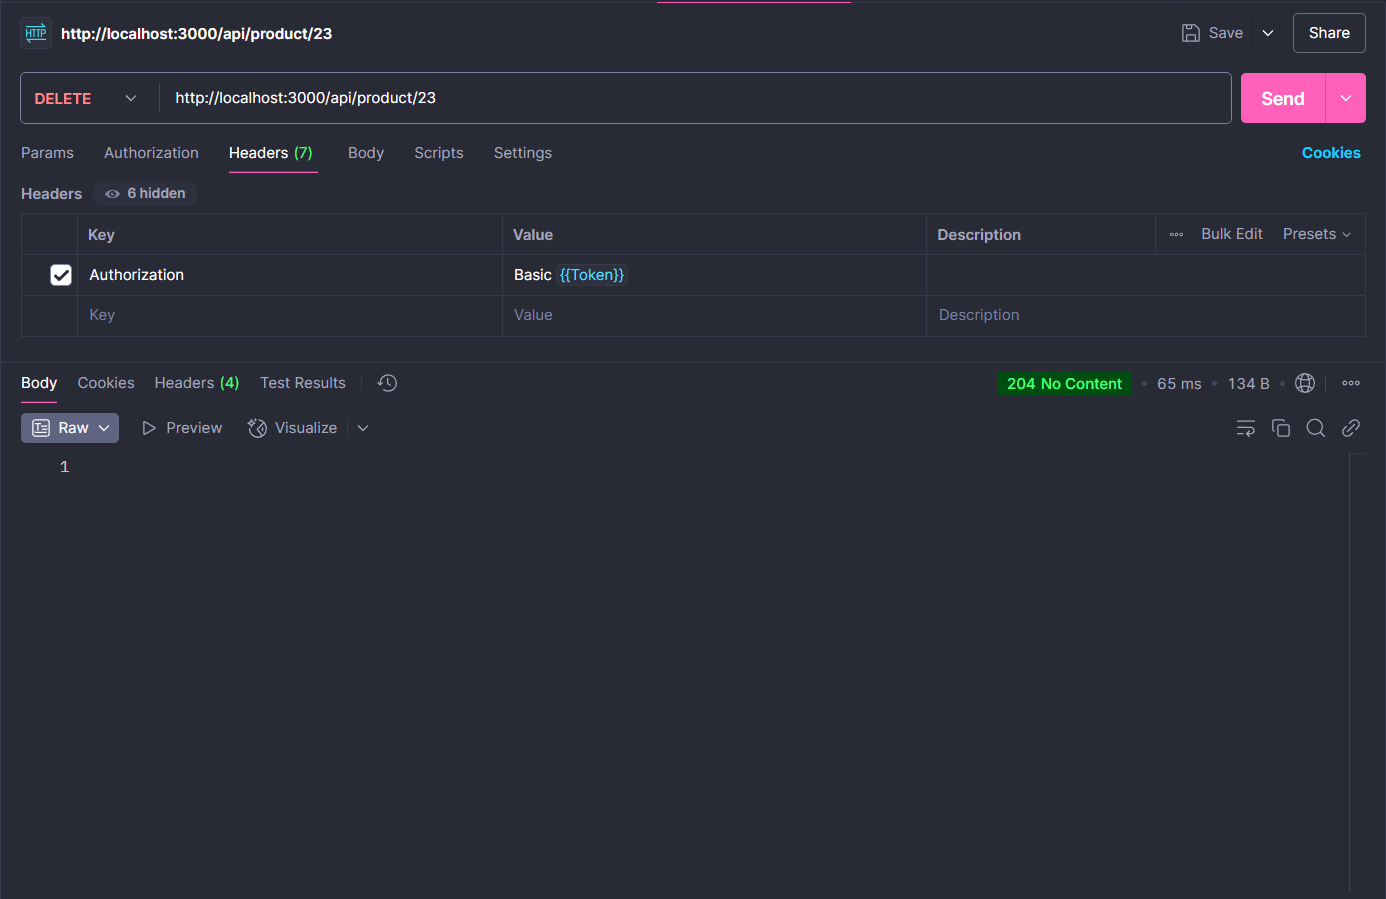 HTTP http://localhost:3000/api/product/23 Save Share
DELETE http://localhost:3000/api/product/23 Send
Params Authorization Headers (7) Body Scripts Settings Cookies
Headers 6 hidden
Key Value Description Bulk Edit Presets
Authorization Basic {{Token}}
Key Value Description
Body Cookies Headers (4) Test Results 204 No Content 65 ms 134 B
Raw Preview Visualize
1